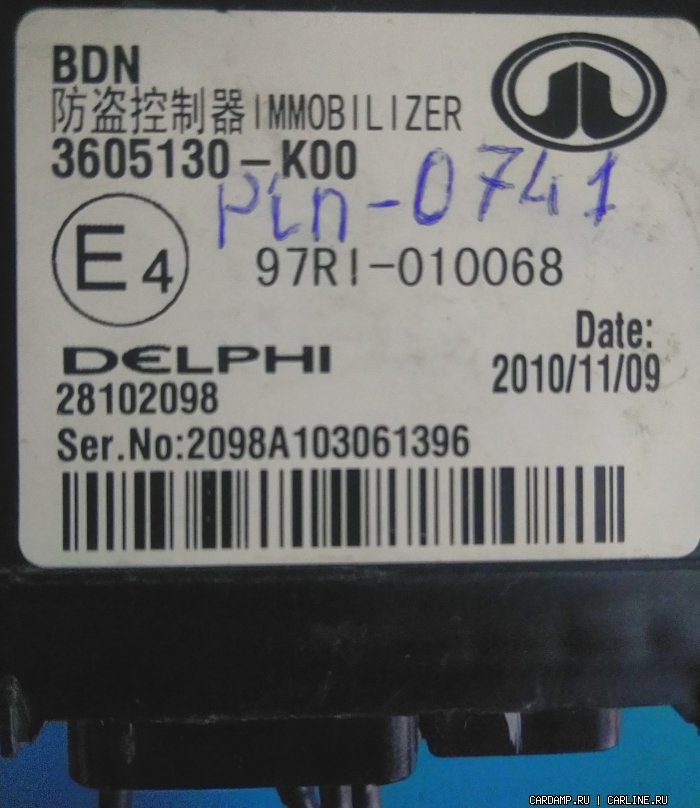 BDN
防盗控制器IMMOBILIZER
3605130-K00
Pin-0741
E4
97RI-010068
Date:
DELPHI
2010/11/09
28102098
Ser.No:2098A103061396
CARDAMP.RU | CARLINE.RU